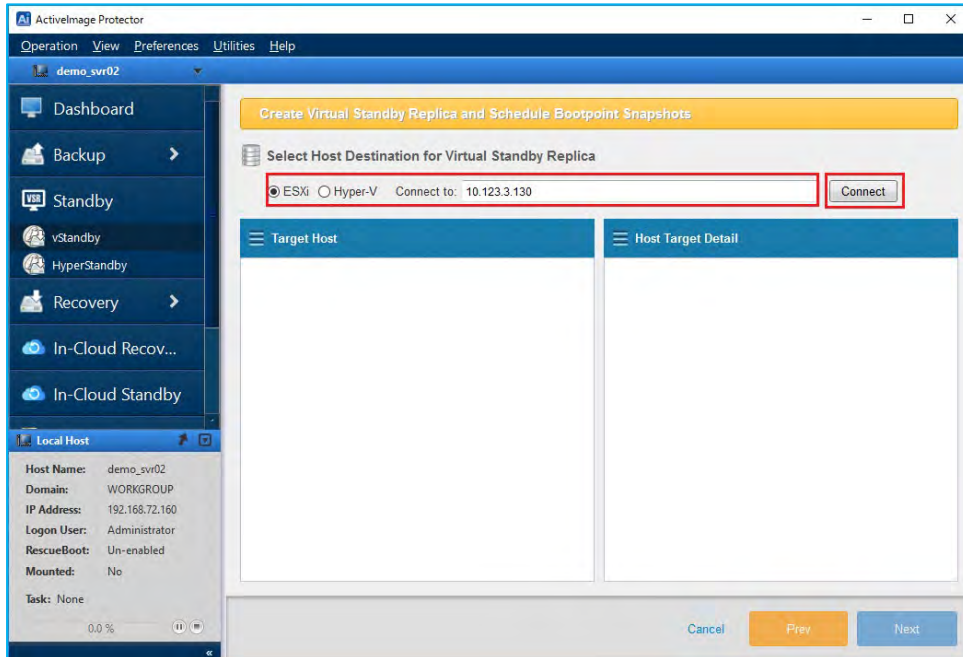 Ai ActiveImage Protector
Operation View Preferences Utilities Help
demo_svr02
Dashboard
Backup
VSB Standby
vStandby
HyperStandby
Recovery
In-Cloud Recov...
In-Cloud Standby
Local Host
Host Name: demo_svr02
Domain: WORKGROUP
IP Address: 192.168.72.160
Logon User: Administrator
RescueBoot: Un-enabled
Mounted: No
Task: None
0.0 %
Create Virtual Standby Replica and Schedule Bootpoint Snapshots
Select Host Destination for Virtual Standby Replica
ESXi Hyper-V Connect to: 10.123.3.130 Connect
Target Host
Host Target Detail
Cancel Prev Next